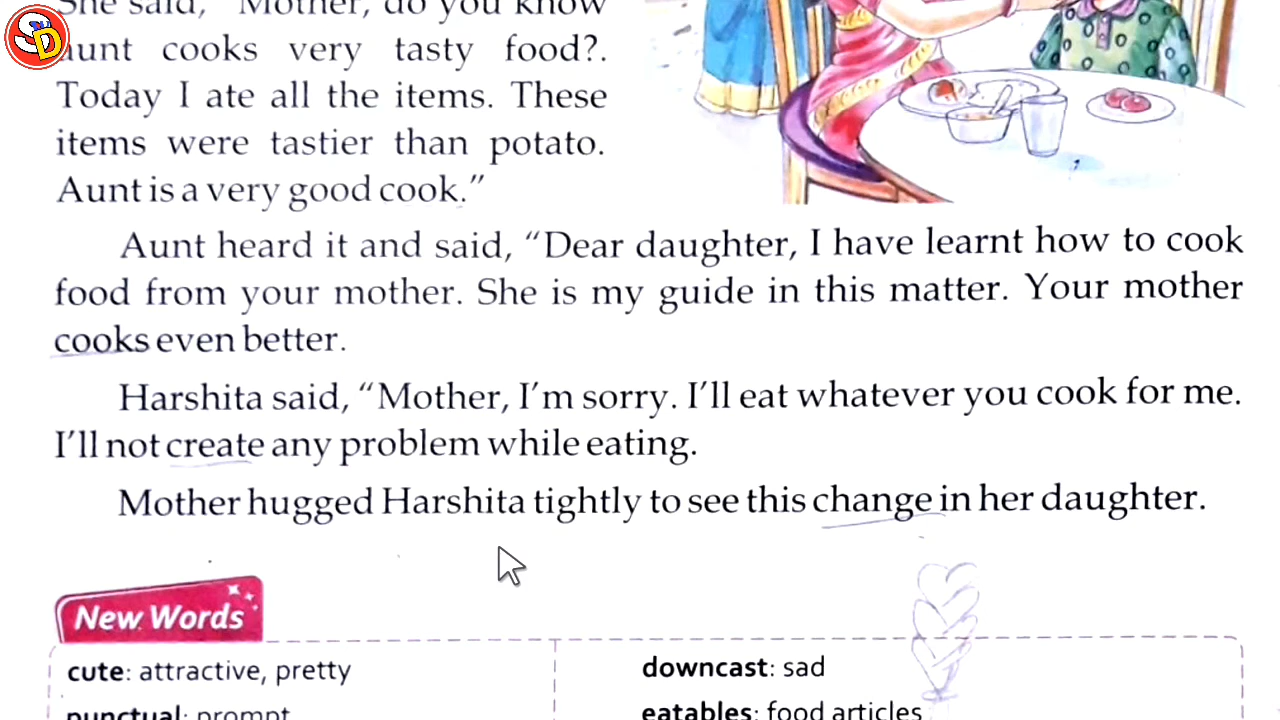 SD
She said, "Mother, do you know
aunt cooks very tasty food?.
Today I ate all the items. These
items were tastier than potato.
Aunt is a very good cook."
Aunt heard it and said, "Dear daughter, I have learnt how to cook
food from your mother. She is my guide in this matter. Your mother
cooks even better.
Harshita said, "Mother, I'm sorry. I'll eat whatever you cook for me.
I'll not create any problem while eating.
Mother hugged Harshita tightly to see this change in her daughter.
New Words
cute: attractive, pretty
downcast: sad
punctual: prompt
eatables: food articles